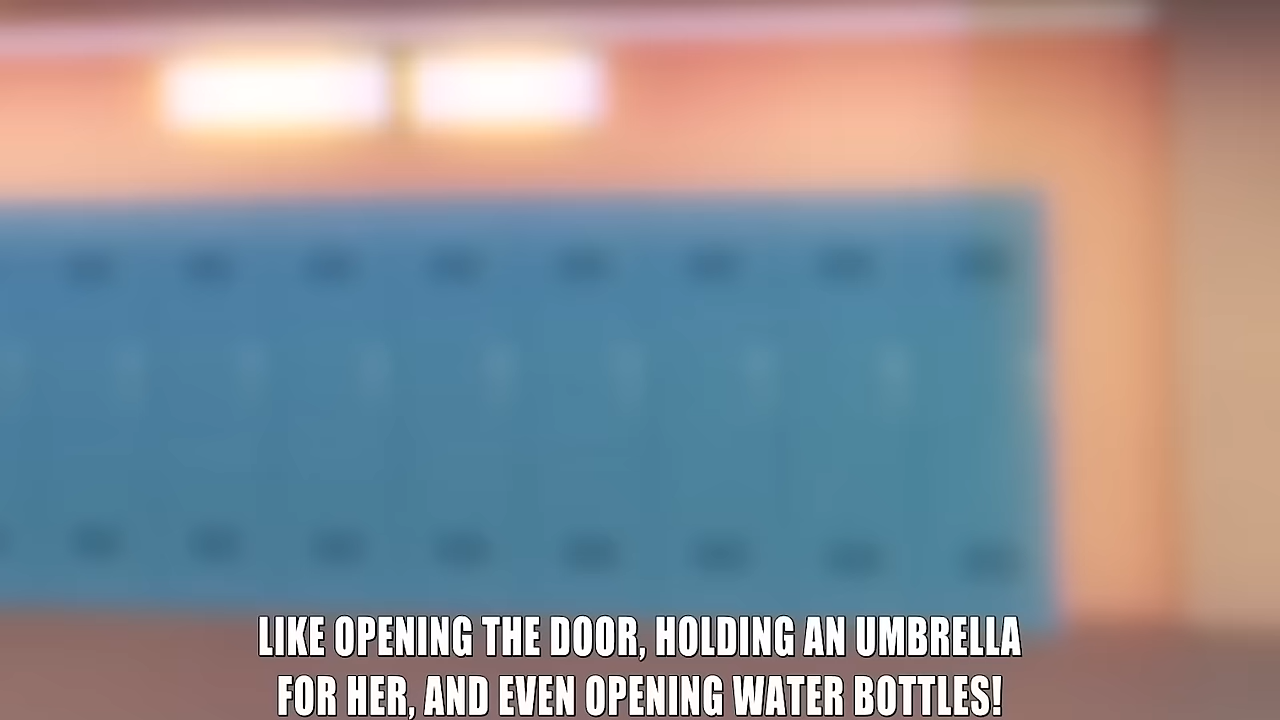 LIKE OPENING THE DOOR, HOLDING AN UMBRELLA
FOR HER, AND EVEN OPENING WATER BOTTLES!